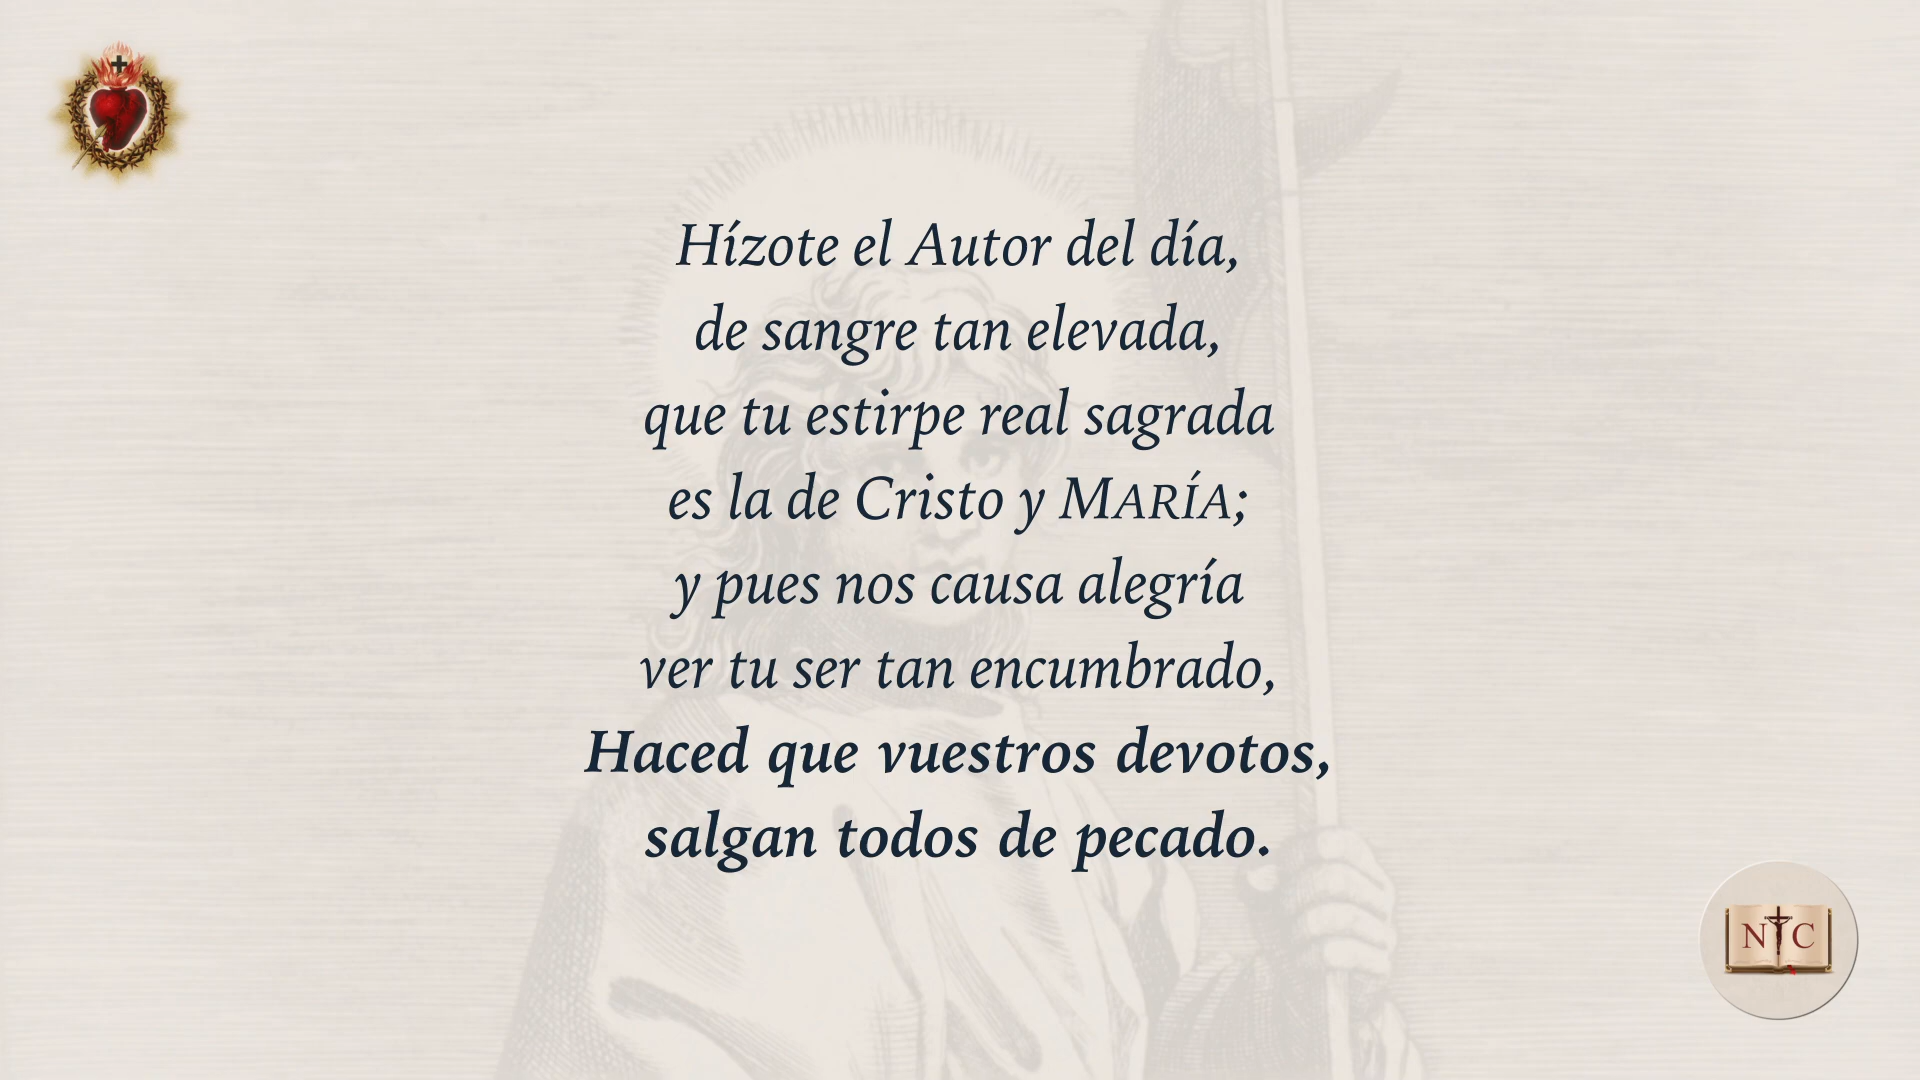 Hízote el Autor del día,
de sangre tan elevada,
que tu estirpe real sagrada
es la de Cristo y MARÍA;
y pues nos causa alegría
ver tu ser tan encumbrado,
Haced que vuestros devotos,
salgan todos de pecado.
N C